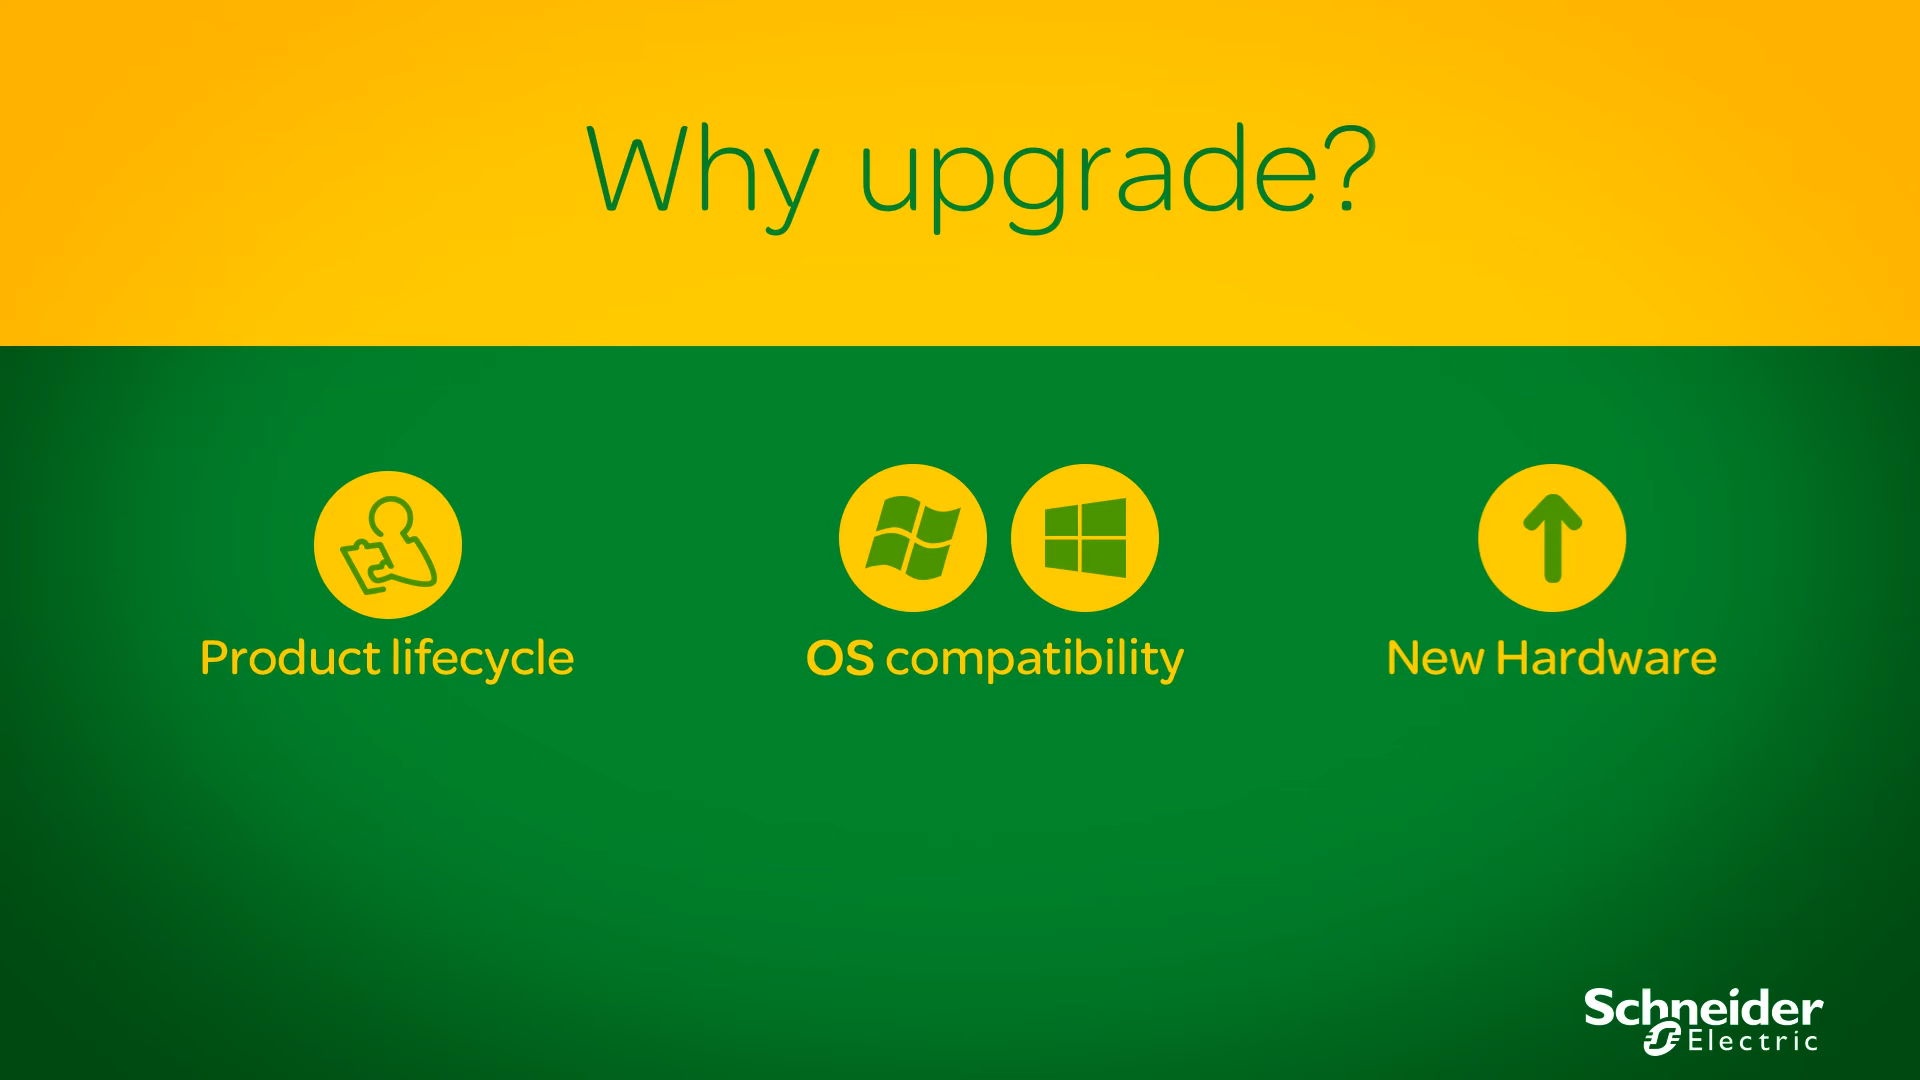 Why upgrade?
Product lifecycle
OS compatibility
New Hardware
Schneider
Electric